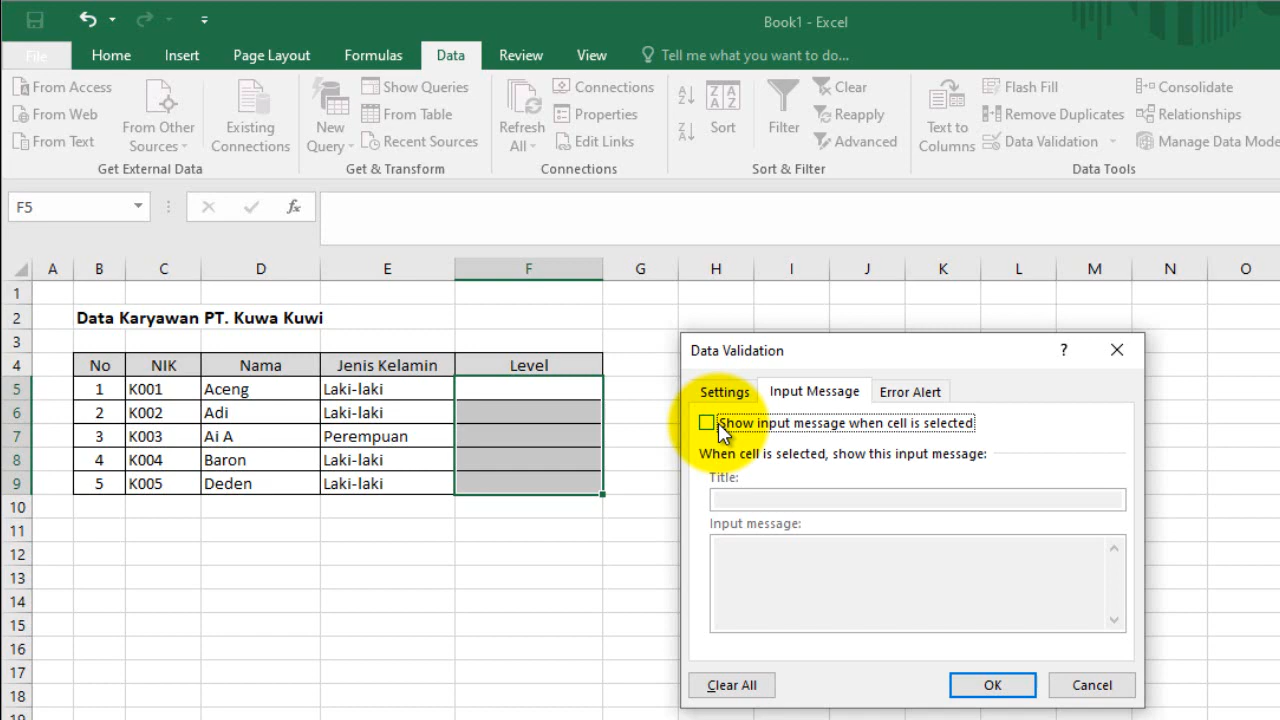 Book1 - Excel
File Home Insert Page Layout Formulas Data Review View Tell me what you want to do...
From Access
From Web
From Text
From Other Sources
Existing Connections
Get External Data
New Query
Show Queries
From Table
Recent Sources
Get & Transform
Refresh All
Connections
Properties
Edit Links
Connections
A Z
Z A
Z A A Z
Sort
Filter
Clear
Reapply
Advanced
Sort & Filter
Text to Columns
Flash Fill
Remove Duplicates
Data Validation
Consolidate
Relationships
Manage Data Mode
Data Tools
F5
fx
A B C D E F G H I J K L M N O
1
2 Data Karyawan PT. Kuwa Kuwi
3
4 No NIK Nama Jenis Kelamin Level
5 1 K001 Aceng Laki-laki
6 2 K002 Adi Laki-laki
7 3 K003 Ai A Perempuan
8 4 K004 Baron Laki-laki
9 5 K005 Deden Laki-laki
10
11
12
13
14
15
16
17
18
19
Data Validation ?
Settings Input Message Error Alert
Show input message when cell is selected
When cell is selected, show this input message:
Title:
Input message:
Clear All OK Cancel